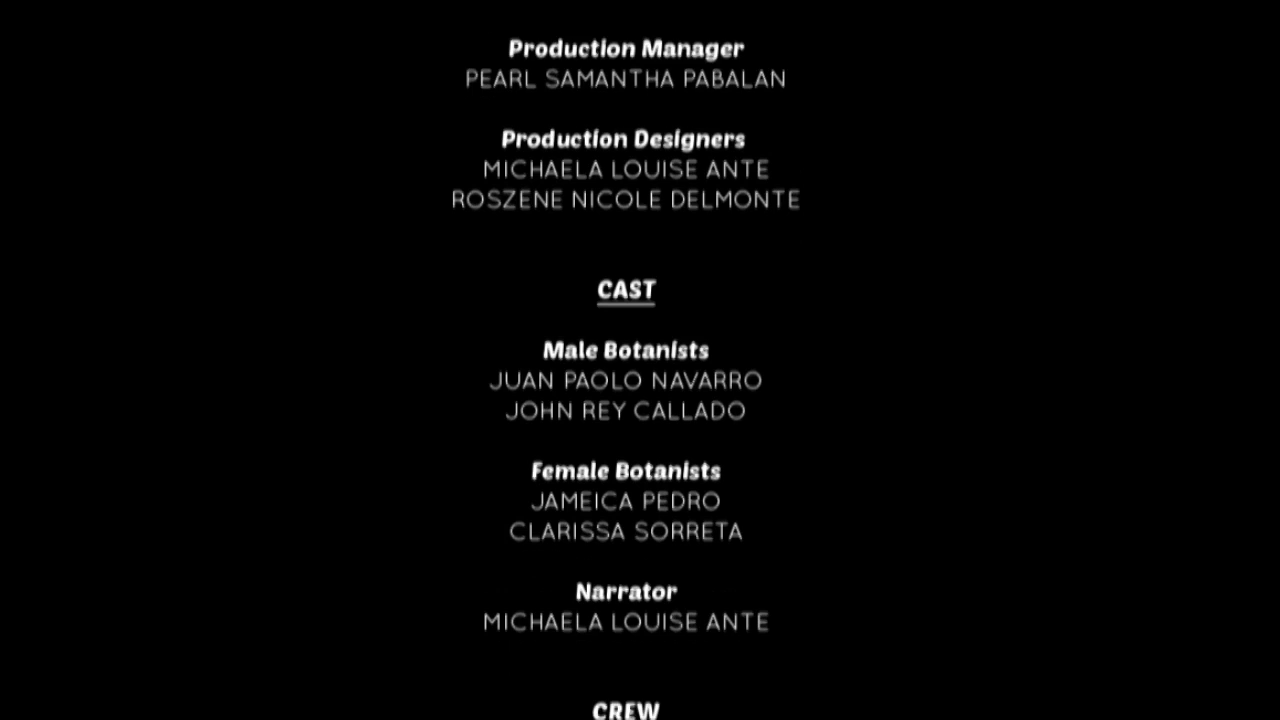 Production Manager
PEARL SAMANTHA PABALAN
Production Designers
MICHAELA LOUISE ANTE
ROSZENE NICOLE DELMONTE
CAST
Male Botanists
JUAN PAOLO NAVARRO
JOHN REY CALLADO
Female Botanists
JAMEICA PEDRO
CLARISSA SORRETA
Narrator
MICHAELA LOUISE ANTE
CREW